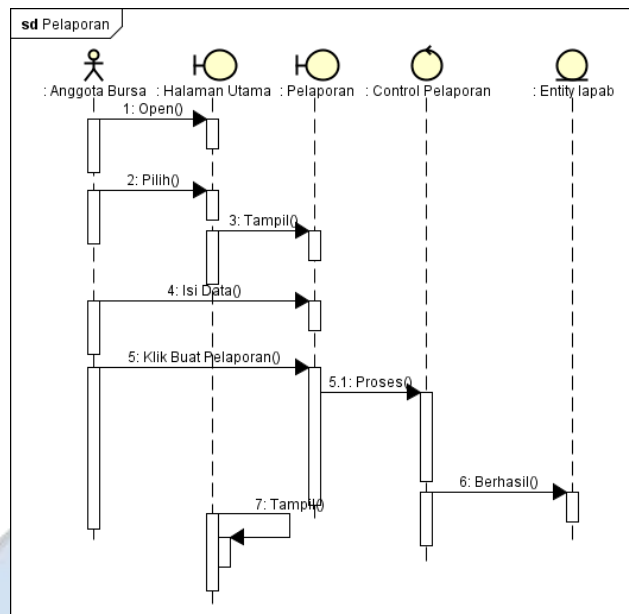 sd Pelaporan
: Anggota Bursa : Halaman Utama : Pelaporan : Control Pelaporan : Entity lapab
1: Open()
2: Pilih()
3: Tampil()
4: Isi Data()
5: Klik Buat Pelaporan()
5.1: Proses()
6: Berhasil()
7: Tampil()